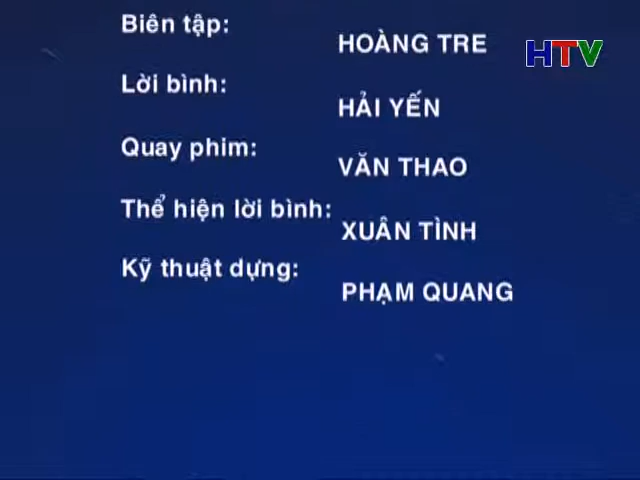 Biên tập:
HOÀNG TRE
HTV
Lời bình:
HẢI YẾN
Quay phim:
VĂN THAO
Thể hiện lời bình:
XUÂN TÌNH
Kỹ thuật dựng:
PHẠM QUANG